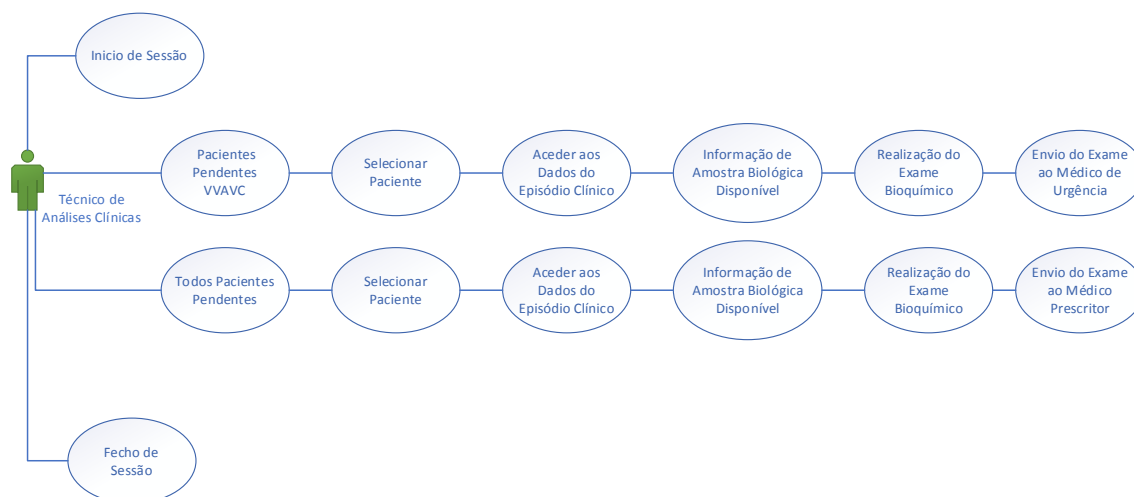 Inicio de Sessão
Técnico de
Análises Clínicas
Pacientes
Pendentes
VVAVC
Selecionar
Paciente
Aceder aos
Dados do
Episódio Clínico
Informação de
Amostra Biológica
Disponível
Realização do
Exame
Bioquímico
Envio do Exame
ao Médico de
Urgência
Todos Pacientes
Pendentes
Selecionar
Paciente
Aceder aos
Dados do
Episódio Clínico
Informação de
Amostra Biológica
Disponível
Realização do
Exame
Bioquímico
Envio do Exame
ao Médico
Prescritor
Fecho de
Sessão